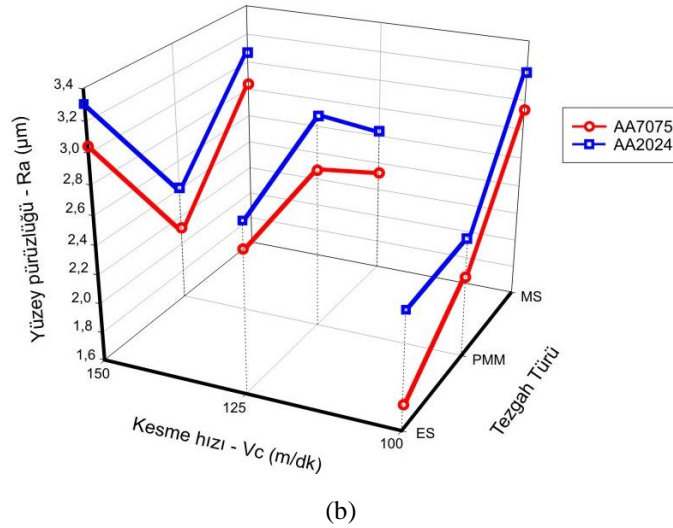 Yüzey pürüzlüğü - Ra (µm)
3,4
3,2
3,0
2,8
2,6
2,4
2,2
2,0
1,8
1,6
150
125
100
Kesme hızı - Vc (m/dk)
ES
PMM
MS
Tezgah Türü
AA7075
AA2024
(b)